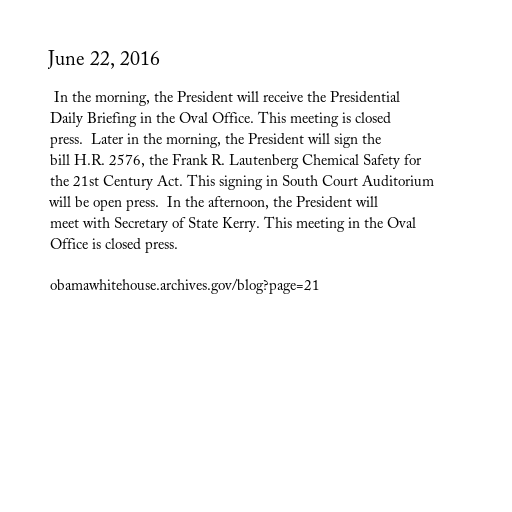 June 22, 2016
In the morning, the President will receive the Presidential
Daily Briefing in the Oval Office. This meeting is closed
press.  Later in the morning, the President will sign the
bill H.R. 2576, the Frank R. Lautenberg Chemical Safety for
the 21st Century Act. This signing in South Court Auditorium
will be open press.  In the afternoon, the President will
meet with Secretary of State Kerry. This meeting in the Oval
Office is closed press.
obamawhitehouse.archives.gov/blog?page=21